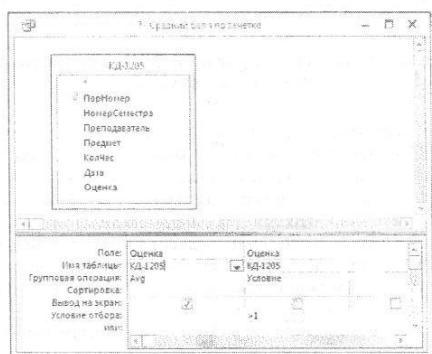 Средний балл по зачетке
КД-1205
*
ПорНомер
НомерСеместра
Преподаватель
Предмет
КолЧас
Дата
Оценка
Поле: Оценка Оценка
Имя таблицы: КД-1205 КД-1205
Групповая операция: Avg Условие
Сортировка:
Вывод на экран:
Условие отбора: >1
или: